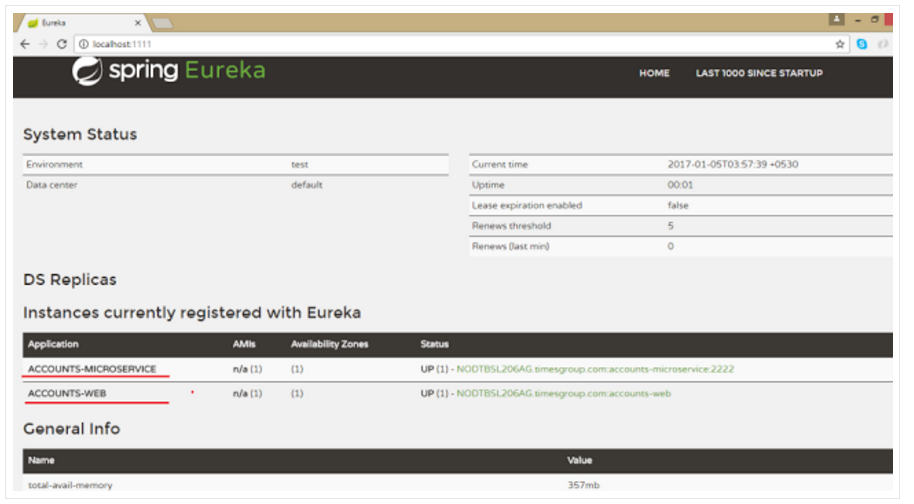 Eureka
localhost:1111
spring Eureka
HOME LAST 1000 SINCE STARTUP
System Status
Environment test
Data center default
Current time 2017-01-05T03:57:39 +0530
Uptime 00:01
Lease expiration enabled false
Renews threshold 5
Renews (last min) 0
DS Replicas
Instances currently registered with Eureka
Application AMIs Availability Zones Status
ACCOUNTS-MICROSERVICE n/a (1) (1) UP (1) - NODTBSL206AG.timesgroup.com:accounts-microservice:2222
ACCOUNTS-WEB n/a (1) (1) UP (1) - NODTBSL206AG.timesgroup.com:accounts-web
General Info
Name Value
total-avail-memory 357mb